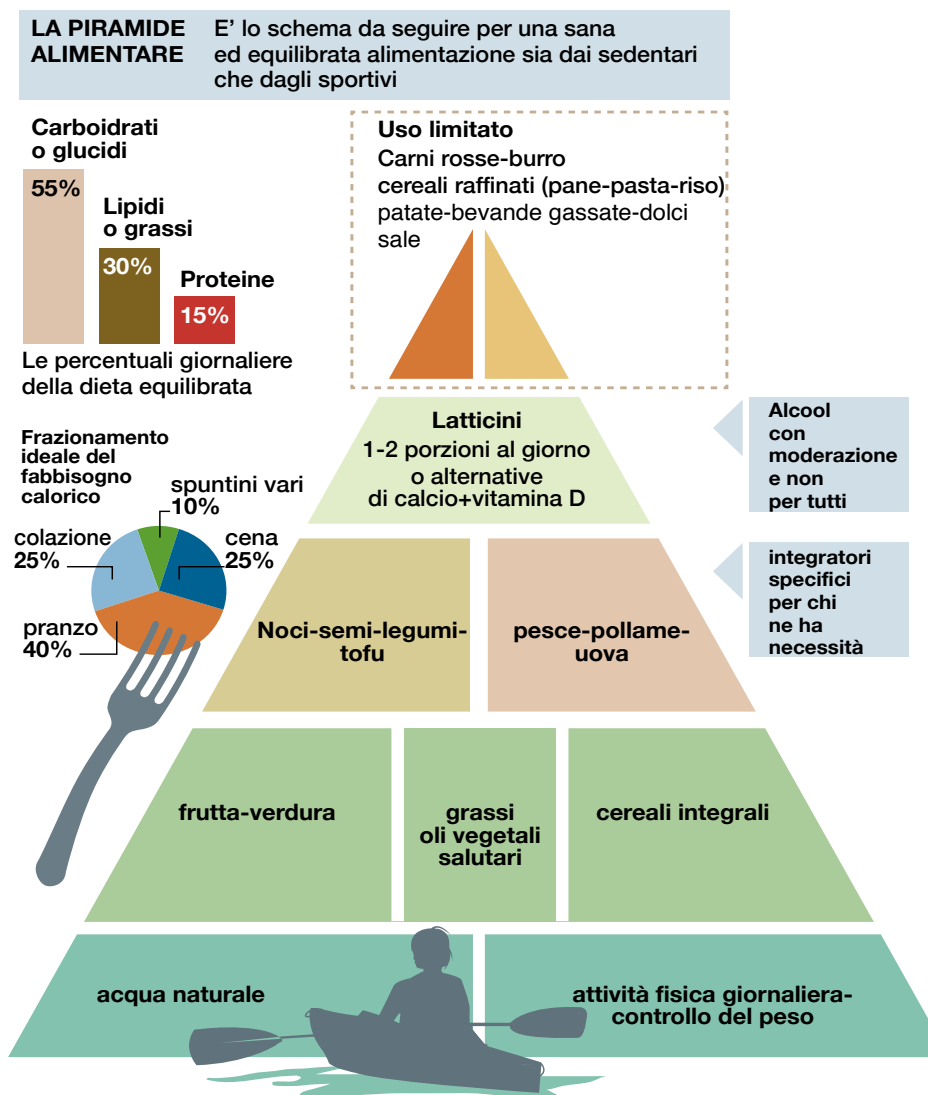 LA PIRAMIDE
ALIMENTARE
E' lo schema da seguire per una sana
ed equilibrata alimentazione sia dai sedentari
che dagli sportivi
Carboidrati
o glucidi
55%
Lipidi
o grassi
30%
Proteine
15%
Le percentuali giornaliere
della dieta equilibrata
Uso limitato
Carni rosse-burro
cereali raffinati (pane-pasta-riso)
patate-bevande gassate-dolci
sale
Latticini
1-2 porzioni al giorno
o alternative
di calcio+vitamina D
Alcool
con
moderazione
e non
per tutti
Frazionamento
ideale del
fabbisogno
calorico
spuntini vari
10%
colazione
25%
cena
25%
pranzo
40%
Noci-semi-legumi-
tofu
pesce-pollame-
uova
integratori
specifici
per chi
ne ha
necessità
frutta-verdura
grassi
oli vegetali
salutari
cereali integrali
acqua naturale
attività fisica giornaliera-
controllo del peso